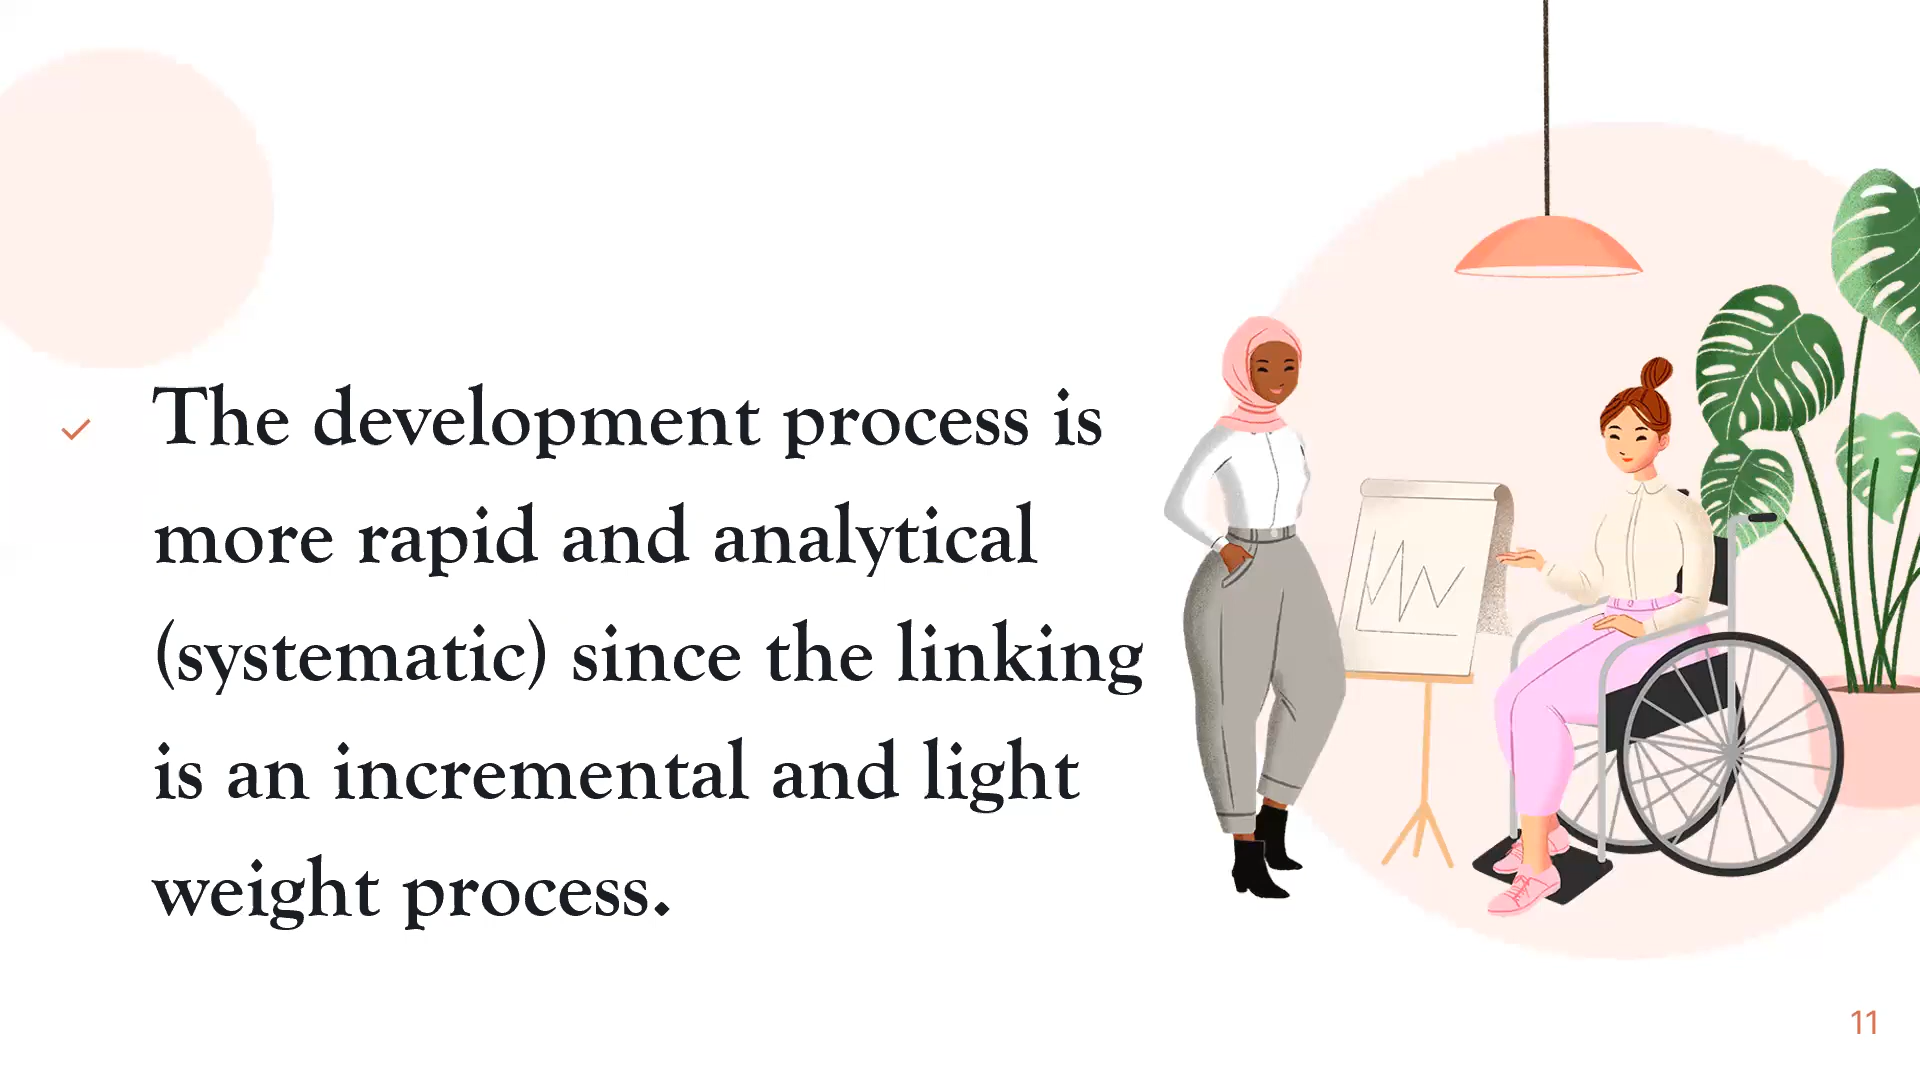 The development process is
more rapid and analytical
(systematic) since the linking
is an incremental and light
weight process.
11